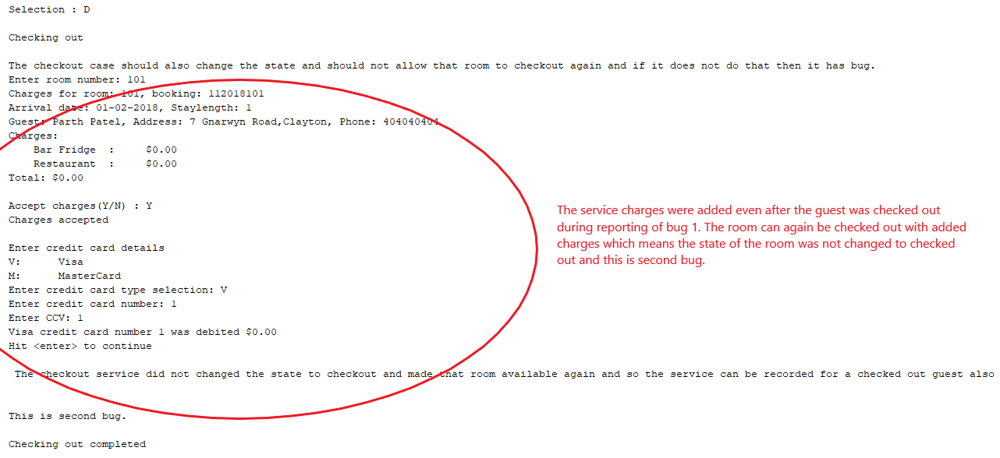 Selection : D
Checking out
The checkout case should also change the state and should not allow that room to checkout again and if it does not do that then it has bug.
Enter room number: 101
Charges for room: 101, booking: 112018101
Arrival date: 01-02-2018, Staylength: 1
Guest: Parth Patel, Address: 7 Gnarwyn Road,Clayton, Phone: 404040404
Charges:
Bar Fridge : $0.00
Restaurant : $0.00
Total: $0.00
Accept charges(Y/N) : Y
Charges accepted
Enter credit card details
V: Visa
M: MasterCard
Enter credit card type selection: V
Enter credit card number: 1
Enter CCV: 1
Visa credit card number 1 was debited $0.00
Hit <enter> to continue
The checkout service did not changed the state to checkout and made that room available again and so the service can be recorded for a checked out guest also
This is second bug.
Checking out completed
The service charges were added even after the guest was checked out
during reporting of bug 1. The room can again be checked out with added
charges which means the state of the room was not changed to checked
out and this is second bug.